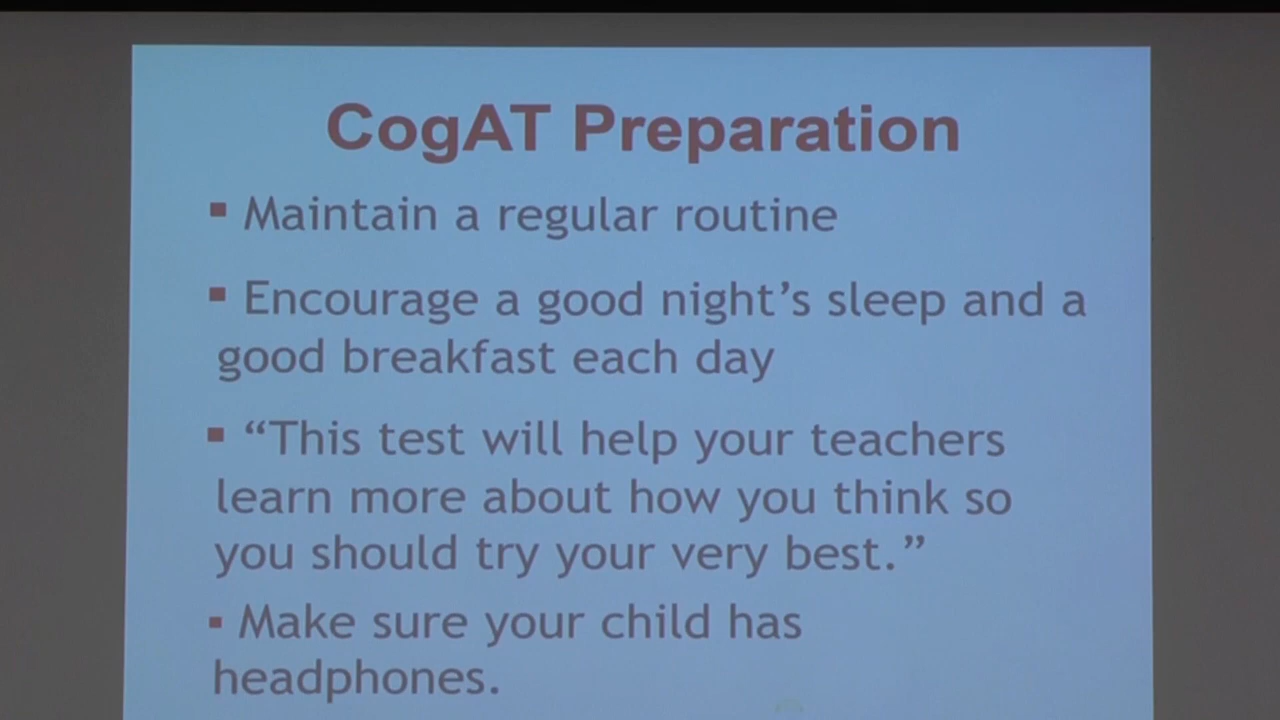 CogAT Preparation
▪ Maintain a regular routine
▪ Encourage a good night’s sleep and a
good breakfast each day
▪ “This test will help your teachers
learn more about how you think so
you should try your very best.”
▪ Make sure your child has
headphones.